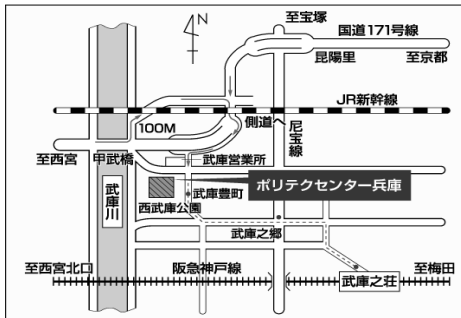 至宝塚
N
国道171号線
昆陽里
至京都
JR新幹線
100M
側道へ
尼宝線
至西宮
甲武橋
武庫営業所
ポリテクセンター兵庫
武庫川
西武庫公園
武庫豊町
武庫之郷
至西宮北口
阪急神戸線
武庫之荘
至梅田